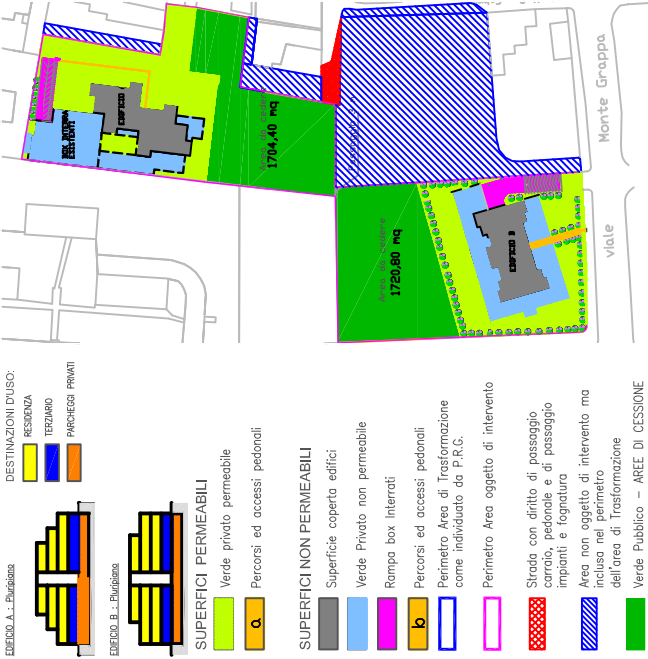 BOX INTERRATI
ESISTENTI
Area da cedere
1704,40 mq
Area da cedere
1720,80 mq
EDIFICIO B
viale
Monte Grappa
DESTINAZIONI D'USO:
RESIDENZA
TERZIARIO
PARCHEGGI PRIVATI
EDIFICIO A : Pluripiano
EDIFICIO B : Pluripiano
SUPERFICI PERMEABILI
Verde privato permeabile
a
Percorsi ed accessi pedonali
SUPERFICI NON PERMEABILI
Superficie coperta edifici
Verde Privato non permeabile
Rampa box Interrati
b
Percorsi ed accessi pedonali
Perimetro Area di Trasformazione
come individuato da P.R.G.
Perimetro Area oggetto di intervento
Strada con diritto di passaggio
carraio, pedonale e di passaggio
impianti e fognatura
Area non oggetto di intervento ma
inclusa nel perimetro
dell'area di Trasformazione
Verde Pubblico – AREE DI CESSIONE